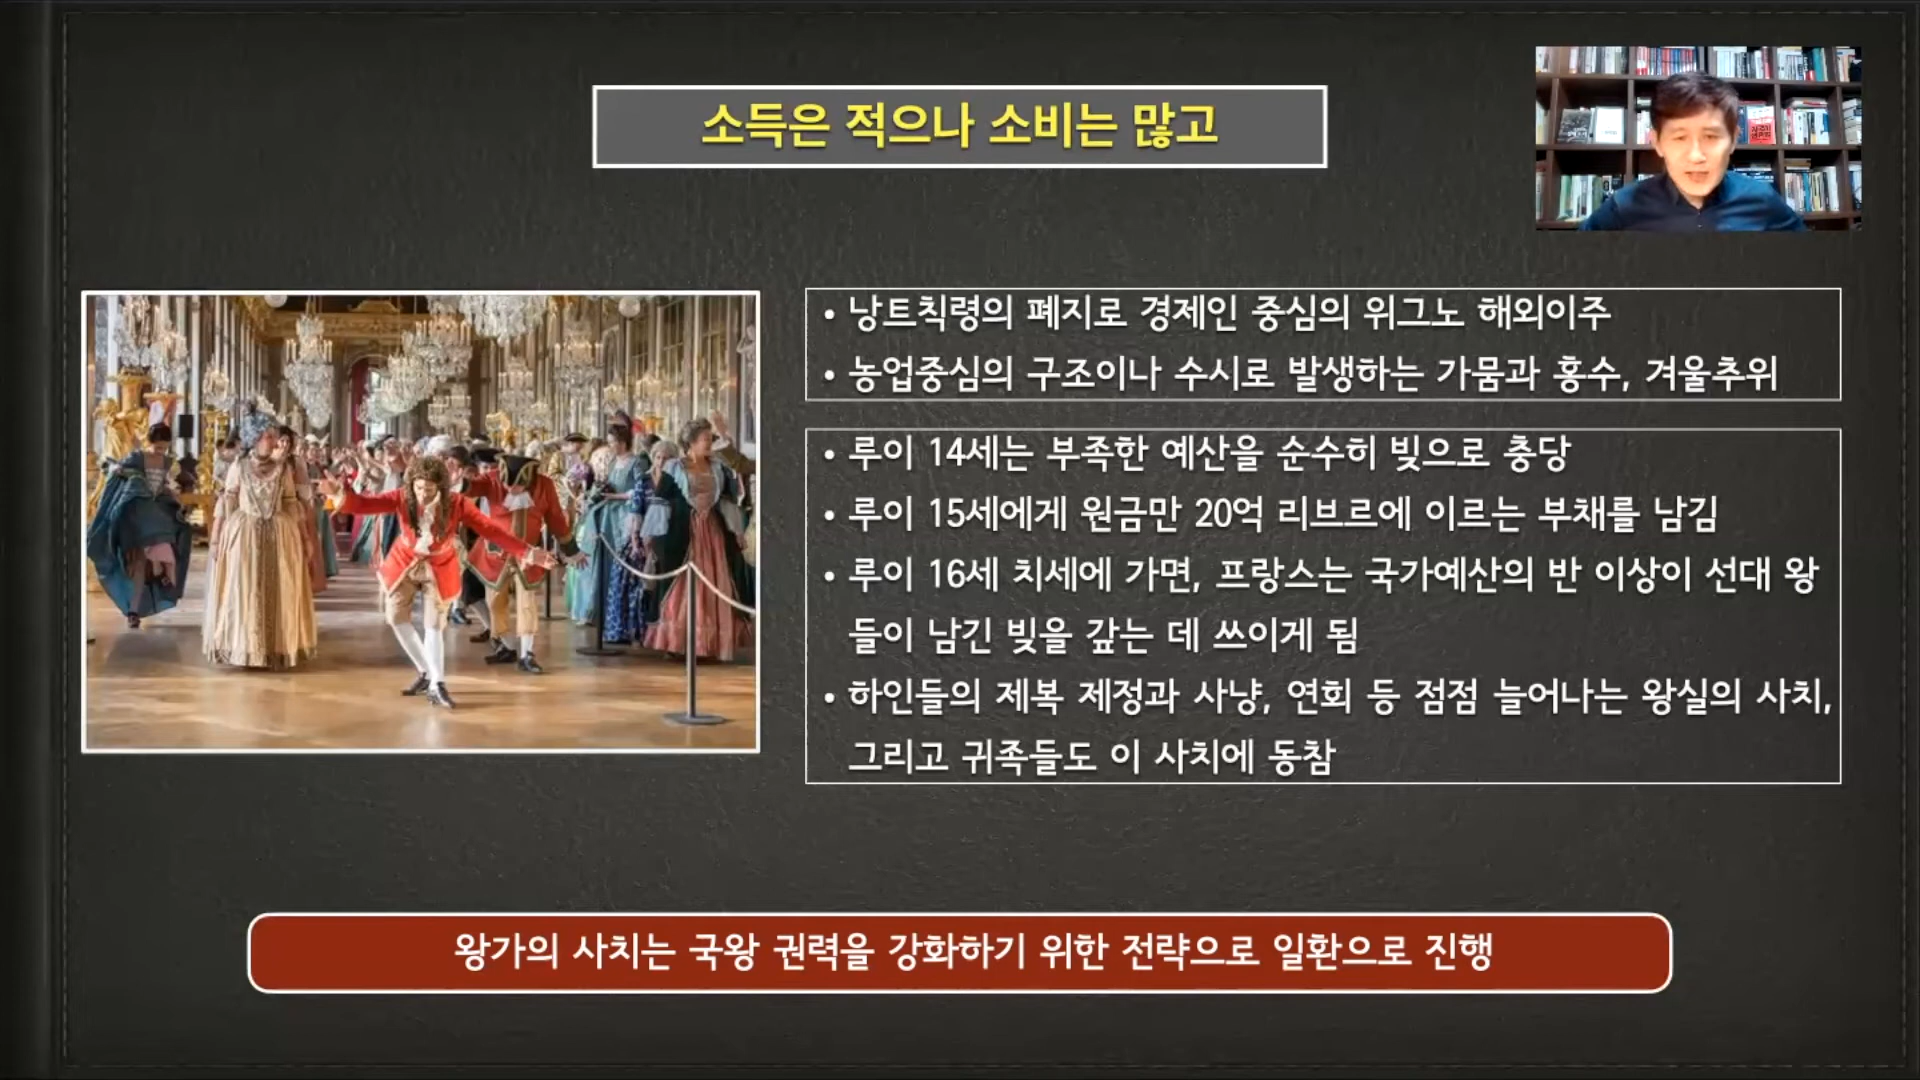 소득은 적으나 소비는 많고
• 낭트칙령의 폐지로 경제인 중심의 위그노 해외이주
• 농업중심의 구조이나 수시로 발생하는 가뭄과 홍수, 겨울추위
• 루이 14세는 부족한 예산을 순수히 빚으로 충당
• 루이 15세에게 원금만 20억 리브르에 이르는 부채를 남김
• 루이 16세 치세에 가면, 프랑스는 국가예산의 반 이상이 선대 왕
들이 남긴 빚을 갚는 데 쓰이게 됨
• 하인들의 제복 제정과 사냥, 연회 등 점점 늘어나는 왕실의 사치,
그리고 귀족들도 이 사치에 동참
왕가의 사치는 국왕 권력을 강화하기 위한 전략으로 일환으로 진행